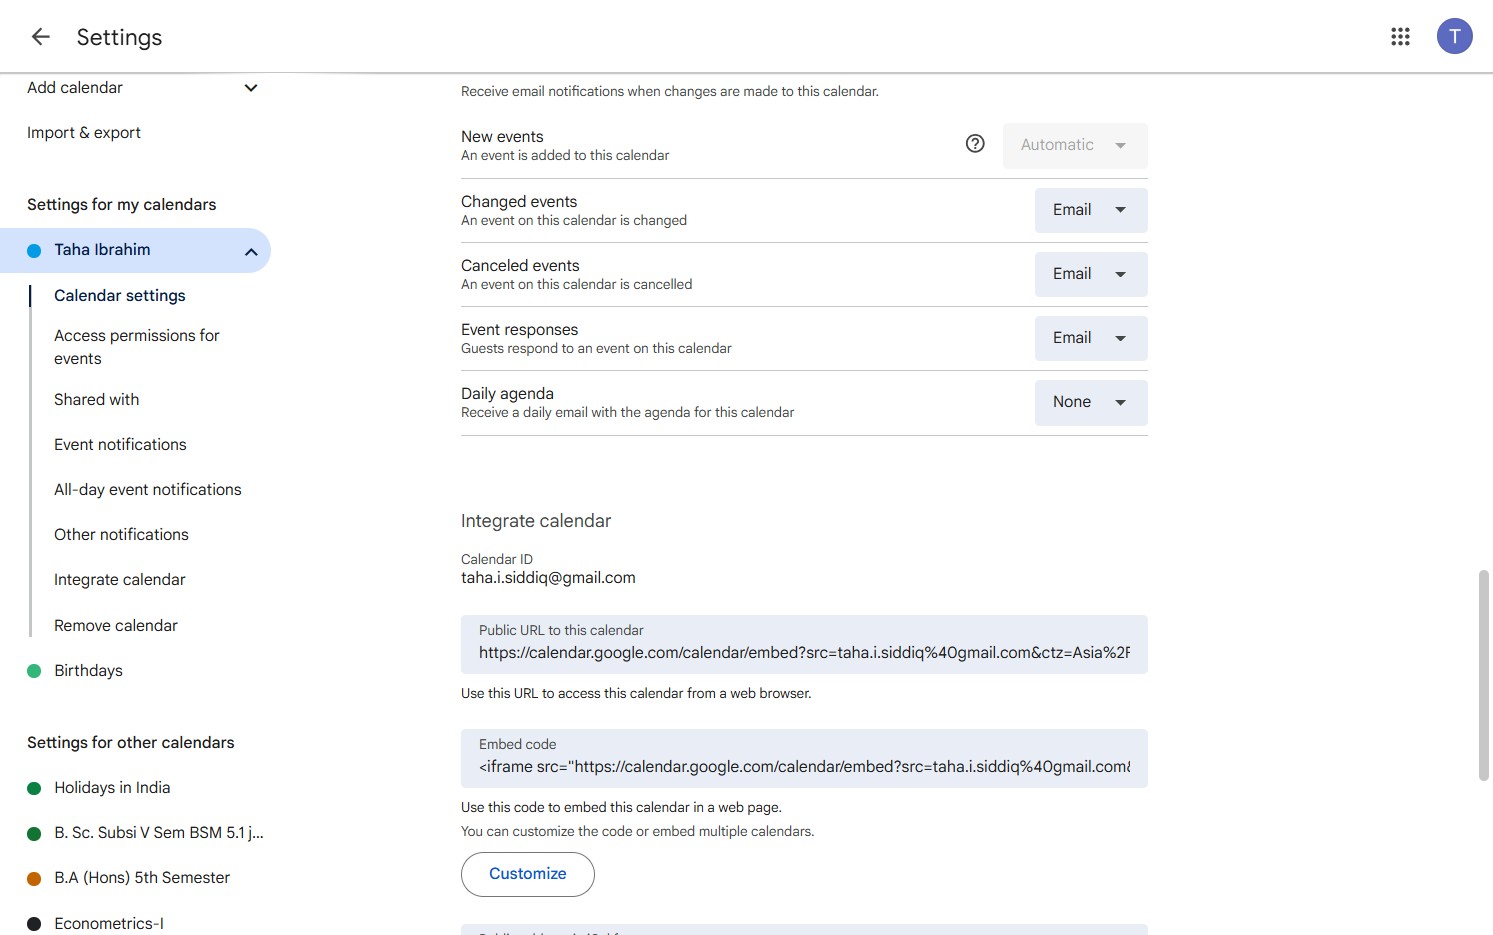 Settings
T
Add calendar
Import & export
Settings for my calendars
Taha Ibrahim
Calendar settings
Access permissions for
events
Shared with
Event notifications
All-day event notifications
Other notifications
Integrate calendar
Remove calendar
Birthdays
Settings for other calendars
Holidays in India
B. Sc. Subsi V Sem BSM 5.1 j...
B.A (Hons) 5th Semester
Econometrics-I
Receive email notifications when changes are made to this calendar.
New events
An event is added to this calendar
Automatic
Changed events
An event on this calendar is changed
Email
Canceled events
An event on this calendar is cancelled
Email
Event responses
Guests respond to an event on this calendar
Email
Daily agenda
Receive a daily email with the agenda for this calendar
None
Integrate calendar
Calendar ID
taha.i.siddiq@gmail.com
Public URL to this calendar
https://calendar.google.com/calendar/embed?src=taha.i.siddiq%40gmail.com&ctz=Asia%2F
Use this URL to access this calendar from a web browser.
Embed code
<iframe src="https://calendar.google.com/calendar/embed?src=taha.i.siddiq%40gmail.com&
Use this code to embed this calendar in a web page.
You can customize the code or embed multiple calendars.
Customize